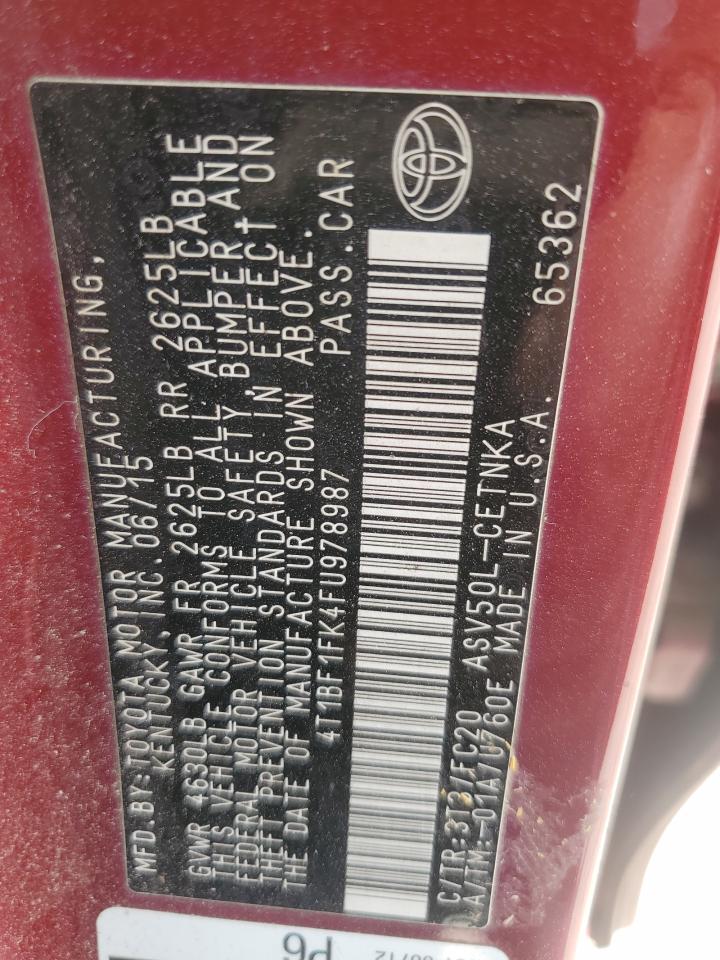 MFD.BY:TOYOTA MOTOR MANUFACTURING,
KENTUCKY, INC. 06/15
GVWR 4630LB GAWR FR 2625LB RR 2625LB
THIS VEHICLE CONFORMS TO ALL APPLICABLE
FEDERAL MOTOR VEHICLE SAFETY, BUMPER, AND
THEFT PREVENTION STANDARDS IN EFFECT ON
THE DATE OF MANUFACTURE SHOWN ABOVE.
4T1BF1FK4FU978987 PASS.CAR
C/TR:3T3/FC20 ASV50L-CETNKA
A/TM:-01A/U760E MADE IN U.S.A. 65362
P6